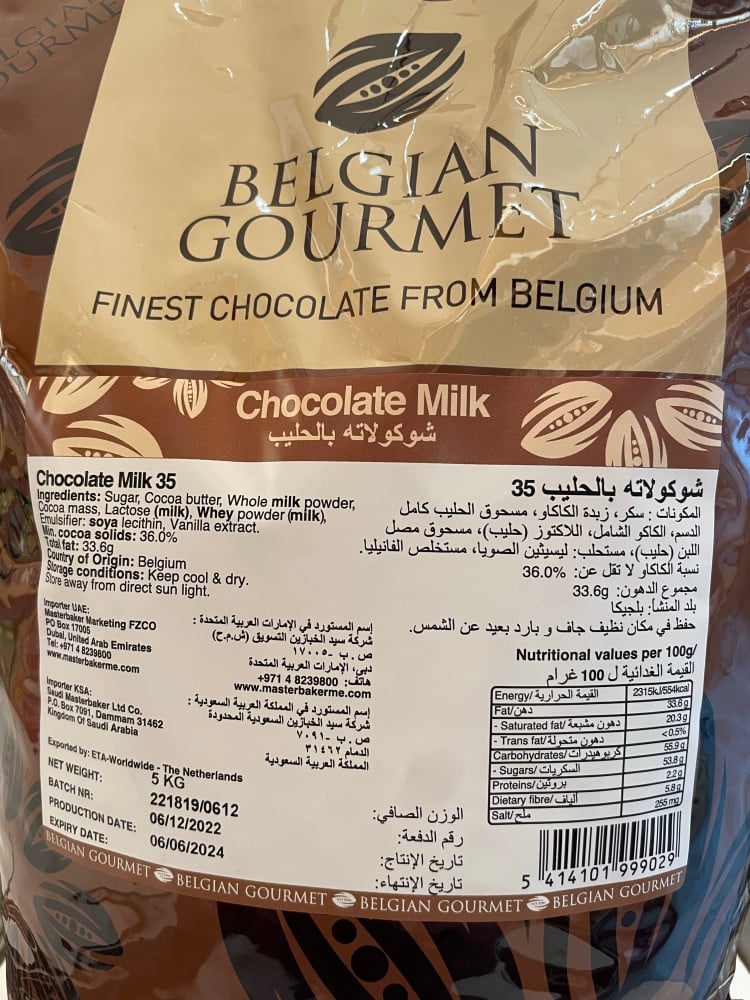 BELGIAN
GOURMET
FINEST CHOCOLATE FROM BELGIUM
Chocolate Milk
شوكولاته بالحليب
Chocolate Milk 35
Ingredients: Sugar, Cocoa butter, Whole milk powder,
Cocoa mass, Lactose (milk), Whey powder (milk),
Emulsifier: soya lecithin, Vanilla extract.
Min. cocoa solids: 36.0%
Total fat: 33.6g
Country of Origin: Belgium
Storage conditions: Keep cool & dry.
Store away from direct sun light.
شوكولاته بالحليب 35
المكونات : سكر، زبدة الكاكاو، مسحوق الحليب كامل
الدسم، الكاكو الشامل، اللاكتوز (حليب)، مسحوق مصل
اللبن (حليب)، مستحلب: ليسيثين الصويا، مستخلص الفانيليا.
نسبة الكاكاو لا تقل عن: 36.0%
مجموع الدهون: 33.6g
بلد المنشأ: بلجيكا
حفظ في مكان نظيف جاف و بارد بعيد عن الشمس.
Importer UAE:
Masterbaker Marketing FZCO
PO Box 17005
Dubai, United Arab Emirates
Tel: +971 4 8239800
www.masterbakerme.com
إسم المستورد في الإمارات العربية المتحدة :
شركة سيد الخبازين التسويق (ش.م.ح)
ص . ب ـ ١٧٠٠٥
دبي، الإمارات العربية المتحدة
هاتف: 8239800 4 971+
www.masterbakerme.com
Importer KSA:
Saudi Masterbaker Ltd Co.
P.O. Box 7091, Dammam 31462
Kingdom Of Saudi Arabia
إسم المستورد في المملكة العربية السعودية :
شركة سيد الخبازين السعودية المحدودة
ص . ب ـ ٧٠٩١
الدمام ٣١٤٦٢
المملكة العربية السعودية
Exported by: ETA-Worldwide - The Netherlands
NET WEIGHT: 5 KG الوزن الصافي:
BATCH NR: 221819/0612 رقم الدفعة:
PRODUCTION DATE: 06/12/2022 تاريخ الإنتاج:
EXPIRY DATE: 06/06/2024 تاريخ الإنتهاء:
Nutritional values per 100g/
القيمة الغدائية ل 100 غرام
Energy/ القيمة الحرارية 2315kJ/554kcal
Fat/ دهن 33.6 g
- Saturated fat/ دهون مشبعة 20.3 g
- Trans fat/ دهون متحولة <0.5%
Carbohydrates/ كربوهيدرات 55.9 g
- Sugars/ السكريات 53.8 g
Proteins/ بروتين 2.2 g
Dietary fibre/ ألياف 5.8 g
Salt/ ملح 255 mg
5 414101 999029
BELGIAN GOURMET BELGIAN GOURMET BELGIAN GOURMET BELGIAN GOURMET